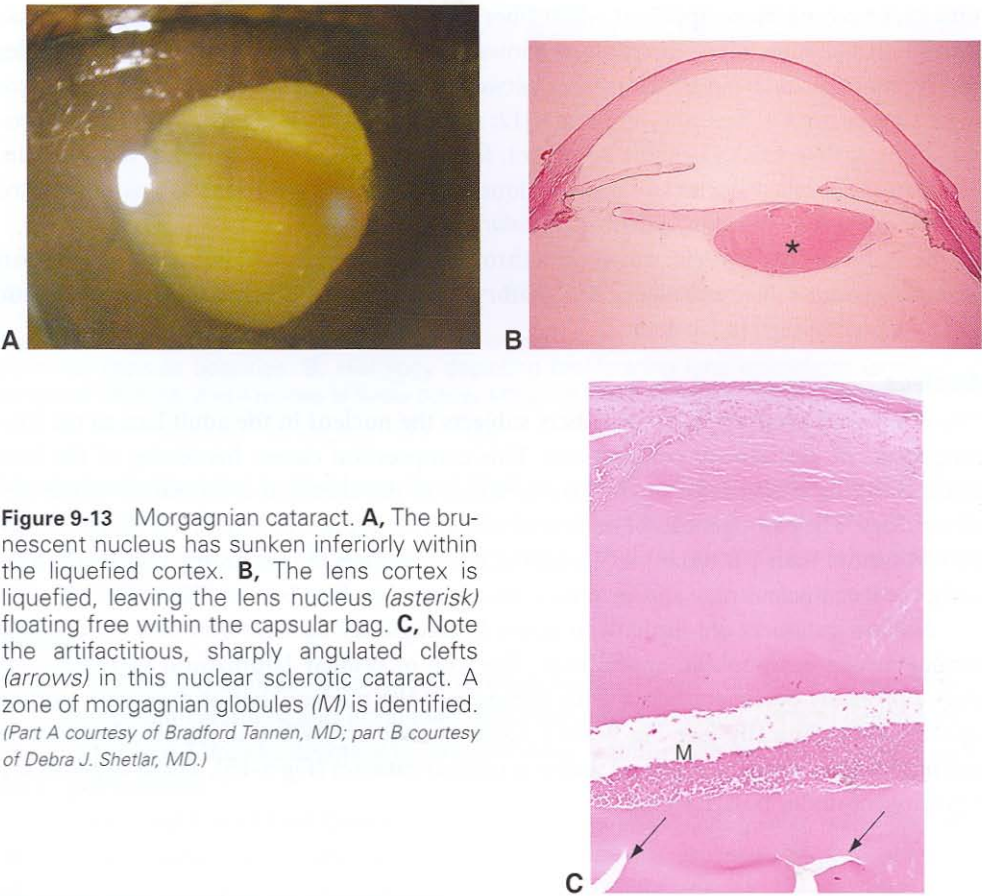 A
B
Figure 9-13 Morgagnian cataract. A, The bru-
nescent nucleus has sunken inferiorly within
the liquefied cortex. B, The lens cortex is
liquefied, leaving the lens nucleus (asterisk)
floating free within the capsular bag. C, Note
the artifactitious, sharply angulated clefts
(arrows) in this nuclear sclerotic cataract. A
zone of morgagnian globules (M) is identified.
(Part A courtesy of Bradford Tannen, MD; part B courtesy
of Debra J. Shetlar, MD.)
*
M
C